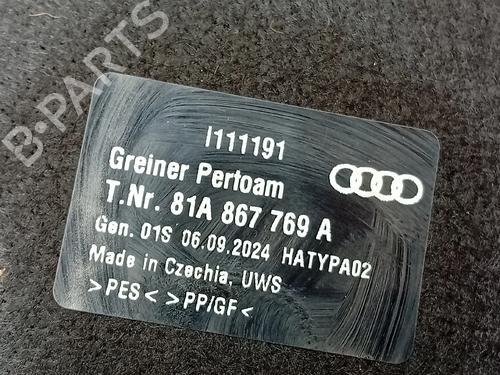 B-PARTS
I111191
Greiner Pertoam
T.Nr. 81A 867 769 A
Gen. 01S 06.09.2024 HATYPA02
Made in Czechia, UWS
>PES< >PP/GF<